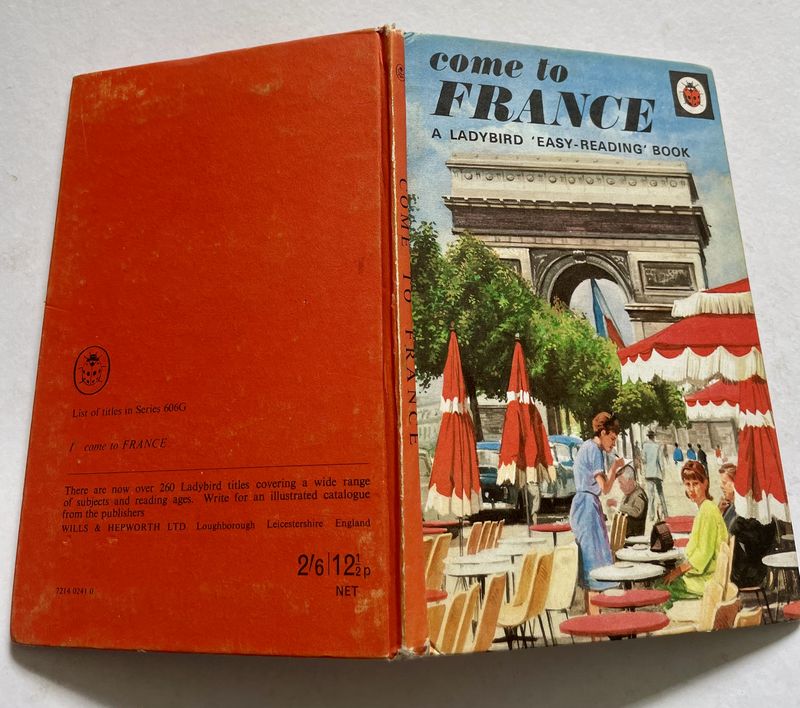 come to
FRANCE
A LADYBIRD 'EASY-READING' BOOK
COME TO FRANCE
List of titles in Series 606G
1 come to FRANCE
There are now over 260 Ladybird titles covering a wide range
of subjects and reading ages. Write for an illustrated catalogue
from the publishers
WILLS & HEPWORTH LTD Loughborough Leicestershire England
2/6|12½p
NET
7214 0241 0